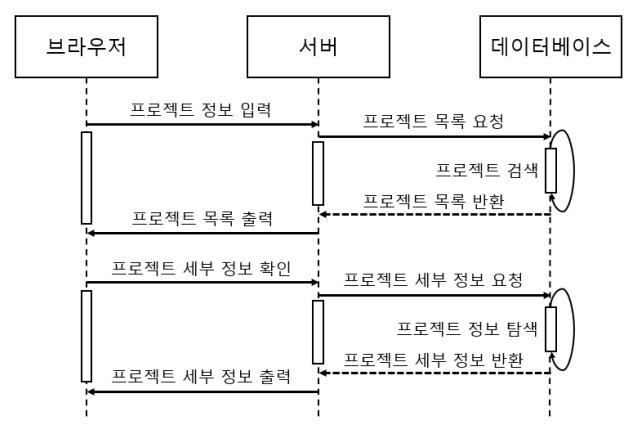 브라우저
서버
데이터베이스
프로젝트 정보 입력
프로젝트 목록 요청
프로젝트 검색
프로젝트 목록 반환
프로젝트 목록 출력
프로젝트 세부 정보 확인
프로젝트 세부 정보 요청
프로젝트 정보 탐색
프로젝트 세부 정보 반환
프로젝트 세부 정보 출력